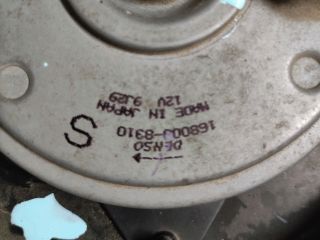 DENSO
168000-8310
MADE IN JAPAN
12V 9J29
S